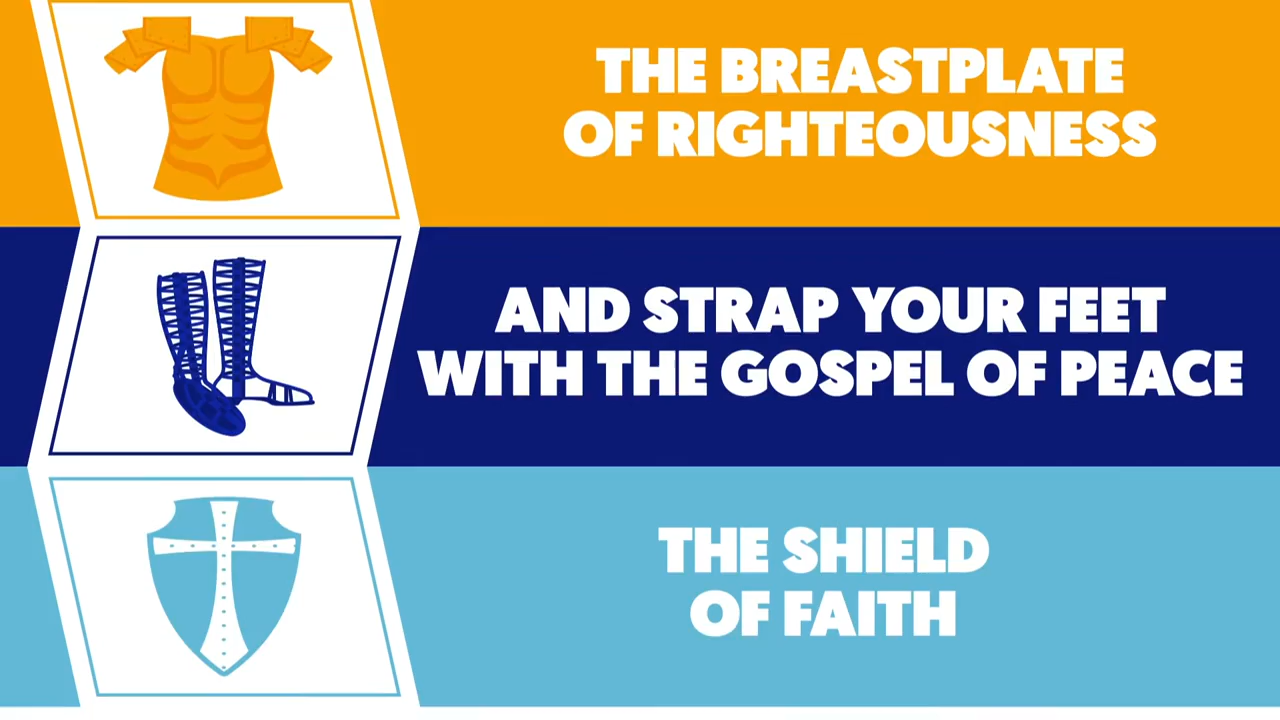 THE BREASTPLATE
OF RIGHTEOUSNESS
AND STRAP YOUR FEET
WITH THE GOSPEL OF PEACE
THE SHIELD
OF FAITH